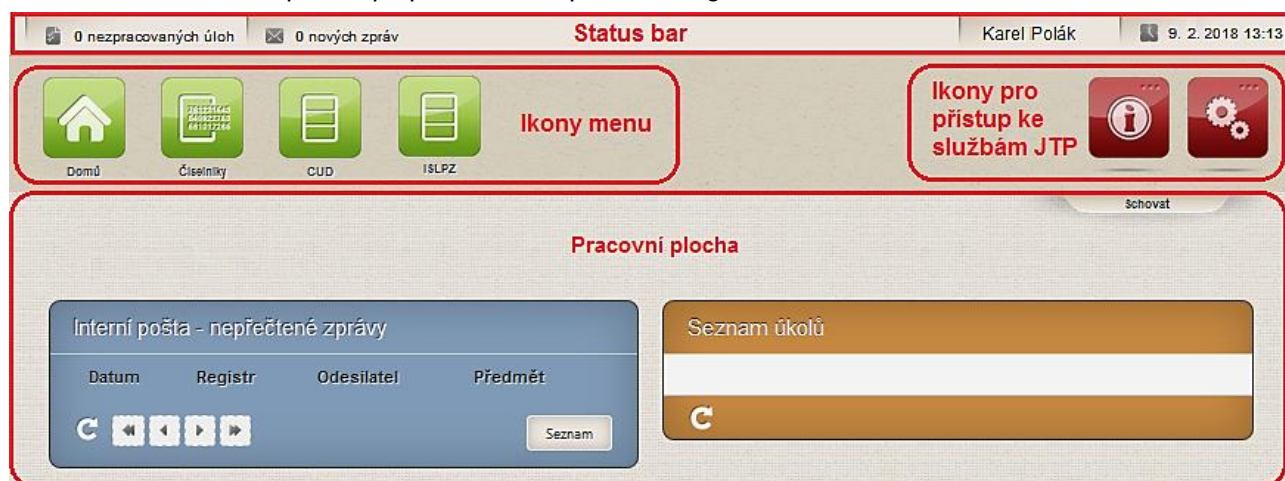 0 nezpracovaných úloh 0 nových zpráv Status bar Karel Polák 9. 2. 2018 13:13
Ikony menu
Domů Číselníky CUD ISLPZ
Ikony pro
přístup ke
službám JTP
Schovat
Pracovní plocha
Interní pošta - nepřečtené zprávy
Datum Registr Odesilatel Předmět
Seznam
Seznam úkolů